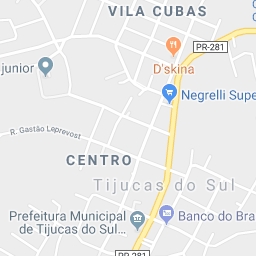 VILA CUBAS
PR-281
junior
D'skina
Negrelli Supe
R. Gastão Leprevost
CENTRO
Tijucas do Sul
Prefeitura Municipal
de Tijucas do Sul...
Banco do Bra
PR-281